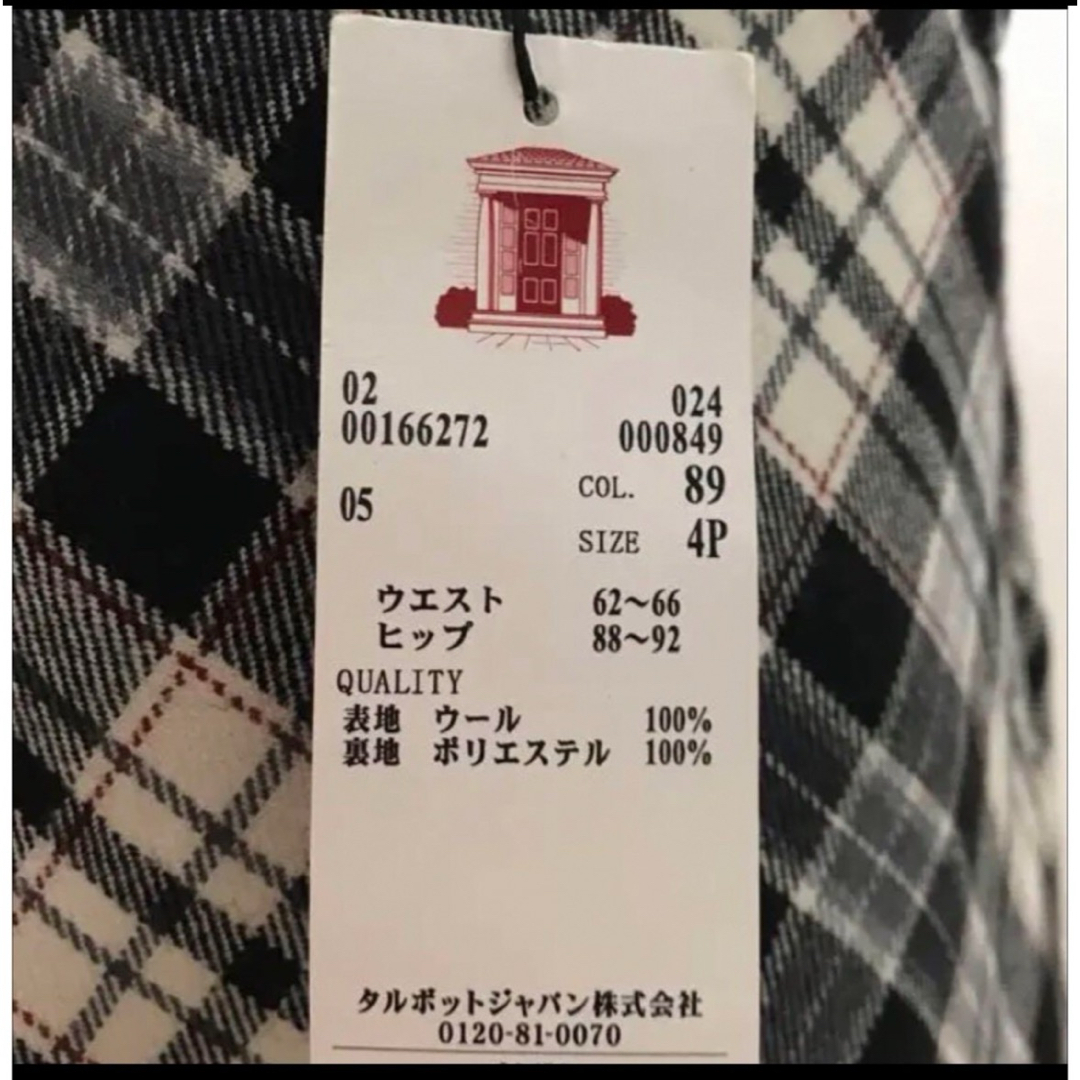 02 024
00166272 000849
05 COL. 89
SIZE 4P
ウエスト 62～66
ヒップ 88～92
QUALITY
表地 ウール 100%
裏地 ポリエステル 100%
タルボットジャパン株式会社
0120-81-0070